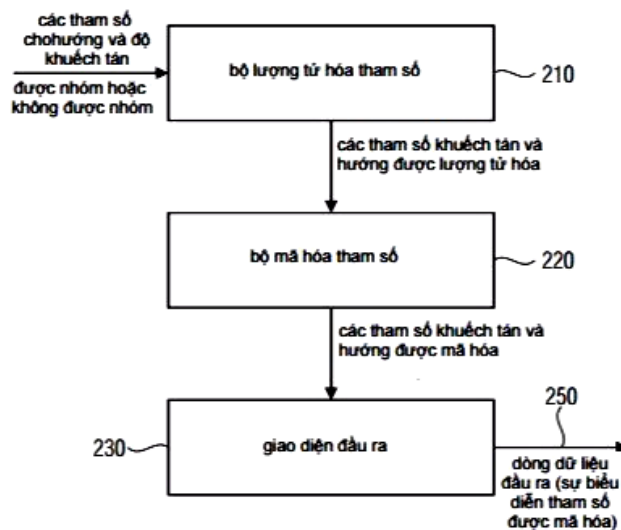 các tham số
chohướng và độ
khuếch tán
được nhóm hoặc
không được nhóm
bộ lượng tử hóa tham số
210
các tham số khuếch tán và
hướng được lượng tử hóa
bộ mã hóa tham số
220
các tham số khuếch tán và
hướng được mã hóa
230
giao diện đầu ra
250
dòng dữ liệu
đầu ra (sự biểu
diễn tham số
được mã hóa)